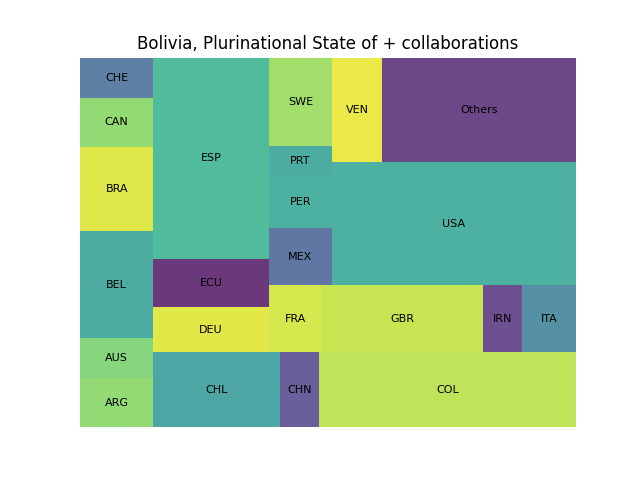 Bolivia, Plurinational State of + collaborations
CHE
CAN
BRA
BEL
AUS
ARG
ESP
ECU
DEU
CHL
CHN
COL
SWE
PRT
PER
MEX
FRA
GBR
IRN
ITA
VEN
Others
USA